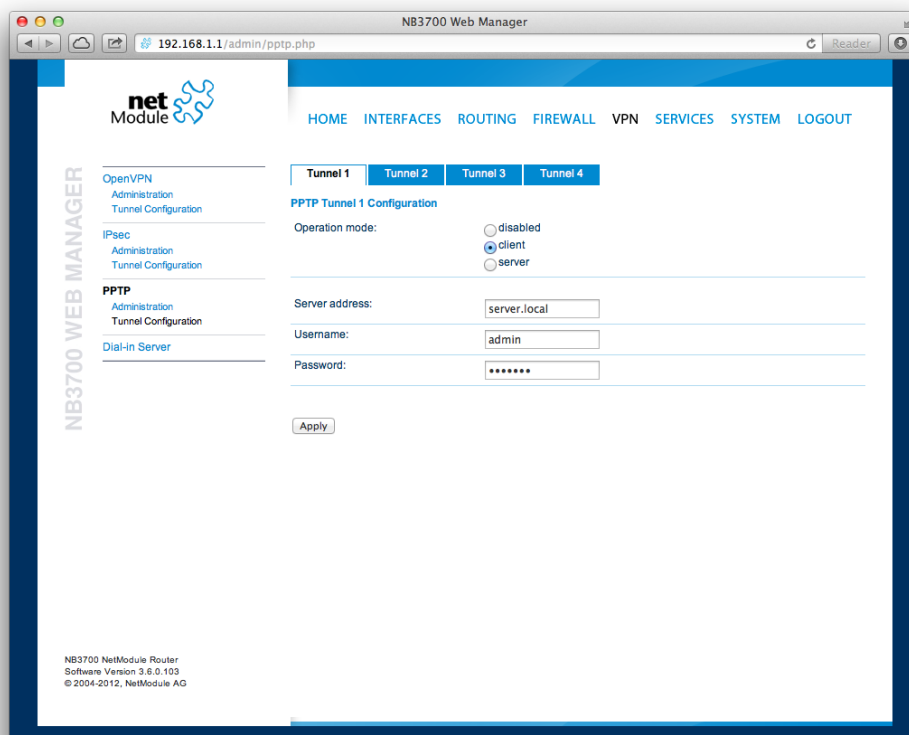 NB3700 Web Manager
192.168.1.1/admin/pptp.php
Reader
net
Module
HOME INTERFACES ROUTING FIREWALL VPN SERVICES SYSTEM LOGOUT
NB3700 WEB MANAGER
OpenVPN
Administration
Tunnel Configuration
IPsec
Administration
Tunnel Configuration
PPTP
Administration
Tunnel Configuration
Dial-in Server
Tunnel 1 Tunnel 2 Tunnel 3 Tunnel 4
PPTP Tunnel 1 Configuration
Operation mode: disabled
client
server
Server address: server.local
Username: admin
Password: •••••••
Apply
NB3700 NetModule Router
Software Version 3.6.0.103
© 2004-2012, NetModule AG